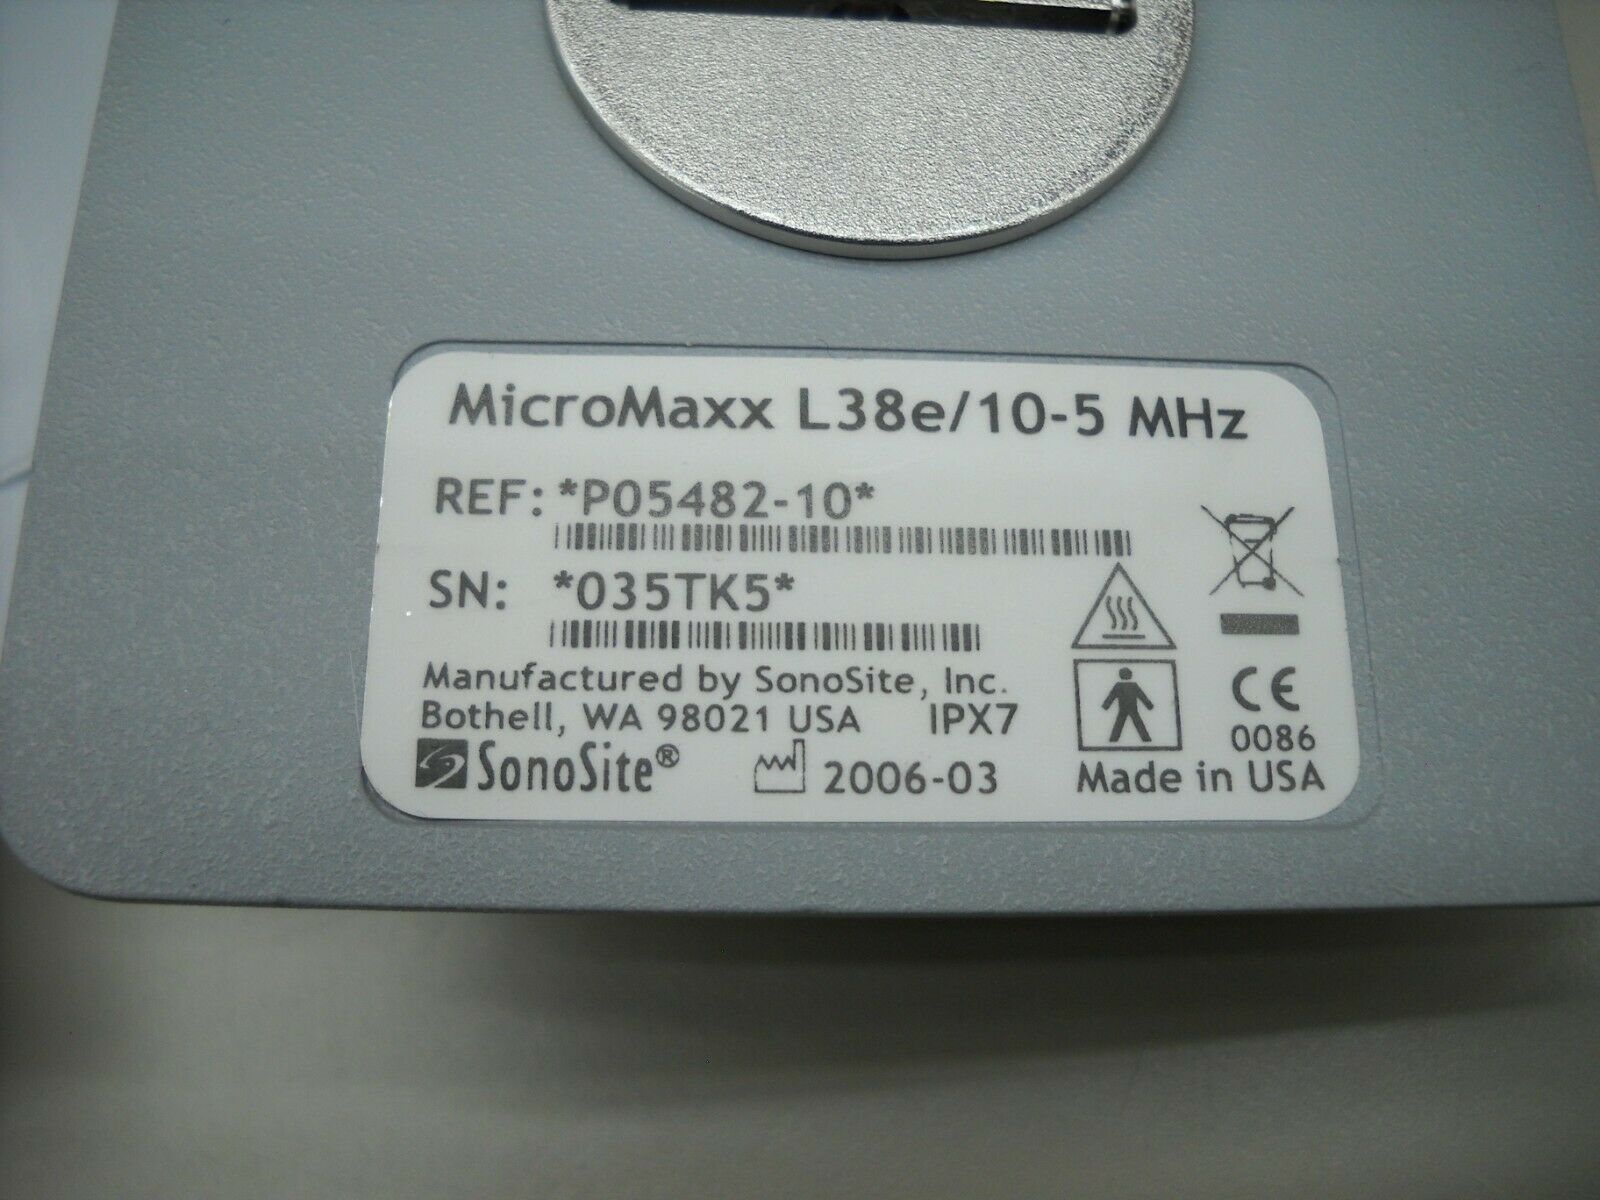 MicroMaxx L38e/10-5 MHz
REF: *P05482-10*
SN: *035TK5*
Manufactured by SonoSite, Inc.
Bothell, WA 98021 USA IPX7
SonoSite® 2006-03
CE
0086
Made in USA